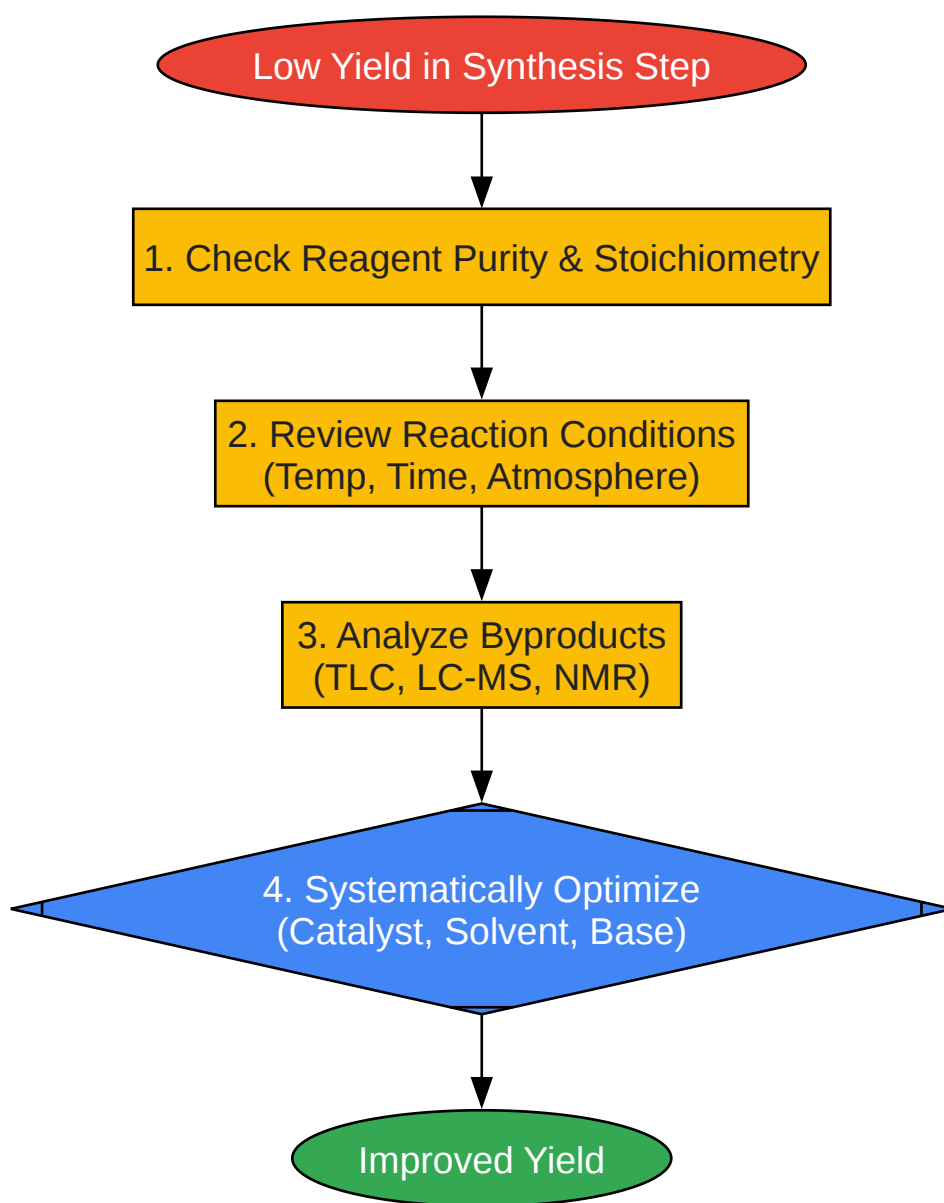 Low Yield in Synthesis Step
1. Check Reagent Purity & Stoichiometry
2. Review Reaction Conditions
(Temp, Time, Atmosphere)
3. Analyze Byproducts
(TLC, LC-MS, NMR)
4. Systematically Optimize
(Catalyst, Solvent, Base)
Improved Yield